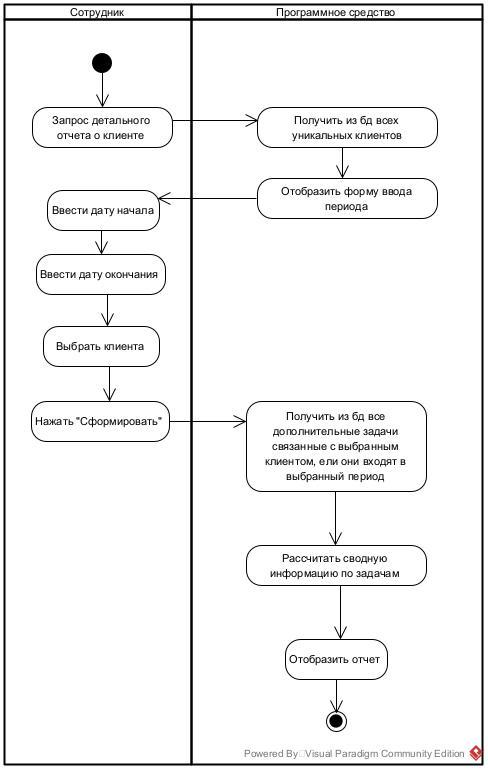 Сотрудник
Программное средство
Запрос детального
отчета о клиенте
Получить из бд всех
уникальных клиентов
Отобразить форму ввода
периода
Ввести дату начала
Ввести дату окончания
Выбрать клиента
Нажать "Сформировать"
Получить из бд все
дополнительные задачи
связанные с выбранным
клиентом, ели они входят в
выбранный период
Рассчитать сводную
информацию по задачам
Отобразить отчет
Powered By Visual Paradigm Community Edition